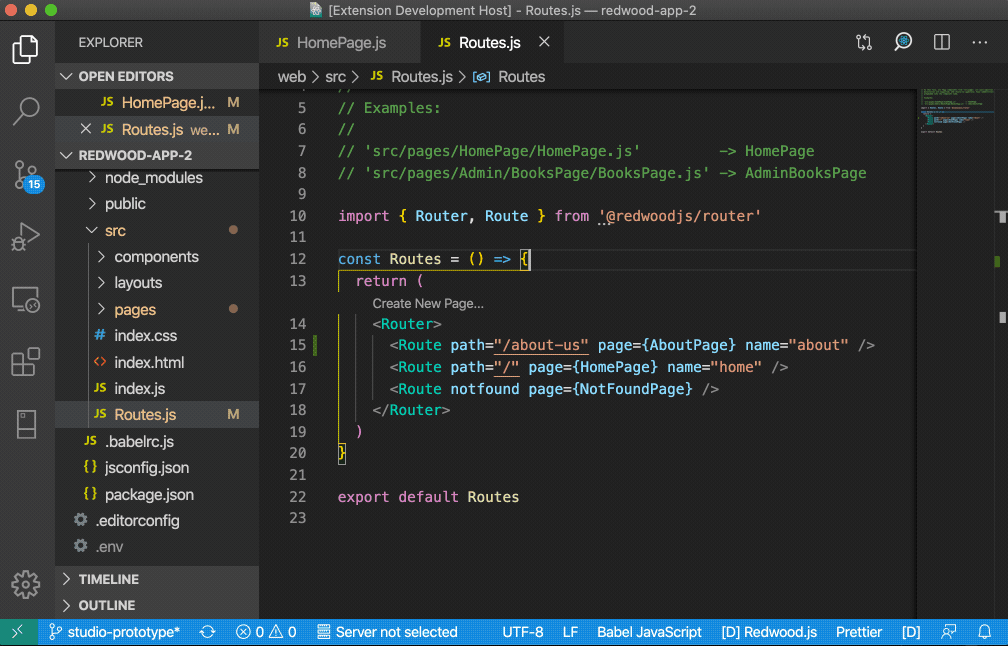 [Extension Development Host] - Routes.js — redwood-app-2
EXPLORER
OPEN EDITORS
JS HomePage.j... M
JS Routes.js we... M
REDWOOD-APP-2
node_modules
public
src
components
layouts
pages
# index.css
<> index.html
JS index.js
JS Routes.js M
JS .babelrc.js
{} jsconfig.json
{} package.json
.editorconfig
.env
TIMELINE
OUTLINE
15
JS HomePage.js
JS Routes.js
web > src > JS Routes.js > Routes
5 // Examples:
6 //
7 // 'src/pages/HomePage/HomePage.js' -> HomePage
8 // 'src/pages/Admin/BooksPage/BooksPage.js' -> AdminBooksPage
9
10 import { Router, Route } from '@redwoodjs/router'
11
12 const Routes = () => {
13 return (
Create New Page...
14 <Router>
15 <Route path="/about-us" page={AboutPage} name="about" />
16 <Route path="/" page={HomePage} name="home" />
17 <Route notfound page={NotFoundPage} />
18 </Router>
19 )
20 }
21
22 export default Routes
23
studio-prototype* 0 0 Server not selected UTF-8 LF Babel JavaScript [D] Redwood.js Prettier [D]